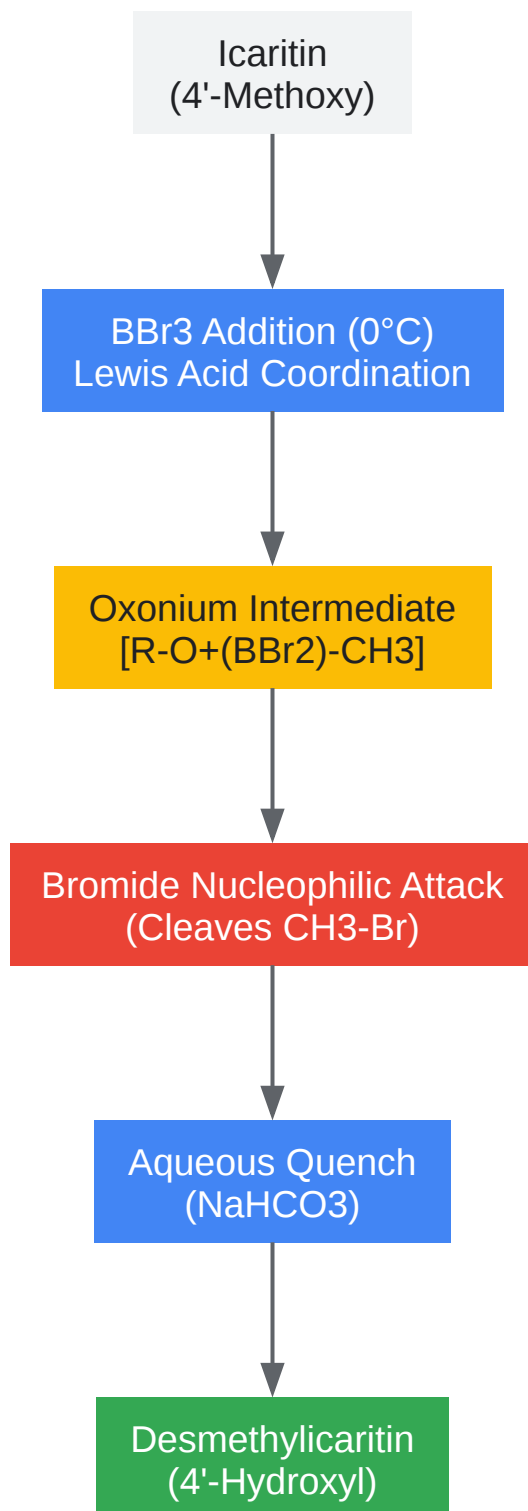 Icaritin
(4'-Methoxy)
BBr3 Addition (0°C)
Lewis Acid Coordination
Oxonium Intermediate
[R-O+(BBr2)-CH3]
Bromide Nucleophilic Attack
(Cleaves CH3-Br)
Aqueous Quench
(NaHCO3)
Desmethylicaritin
(4'-Hydroxyl)